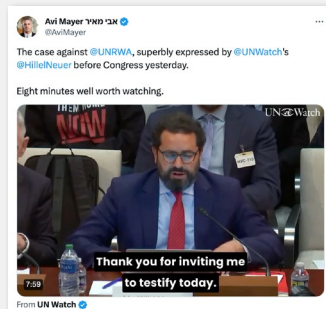 Avi Mayer אבי מאיר
@AviMayer
The case against @UNRWA, superbly expressed by @UNWatch's
@HillelNeuer before Congress yesterday.
Eight minutes well worth watching.
THEM HOME
NOW
UN Watch
Thank you for inviting me
to testify today.
7:59
From UN Watch